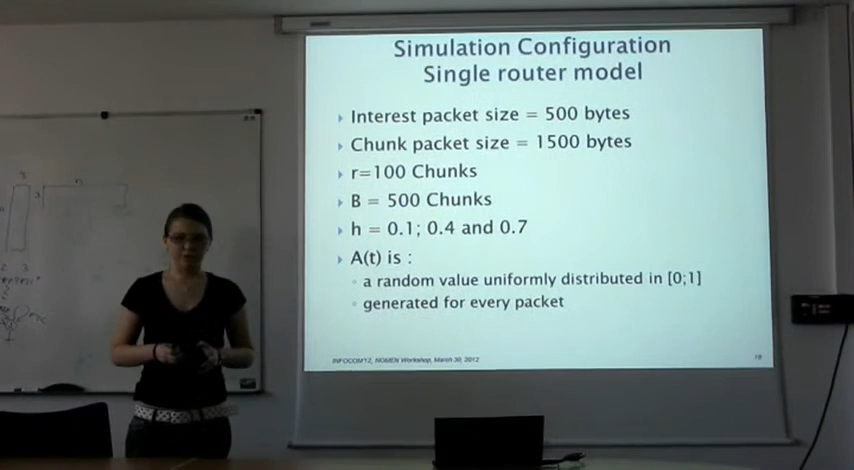 Simulation Configuration
Single router model
Interest packet size = 500 bytes
Chunk packet size = 1500 bytes
r=100 Chunks
B = 500 Chunks
h = 0.1; 0.4 and 0.7
A(t) is :
a random value uniformly distributed in [0;1]
generated for every packet
INFOCOM'12, NOMEN Workshop, March 30, 2012